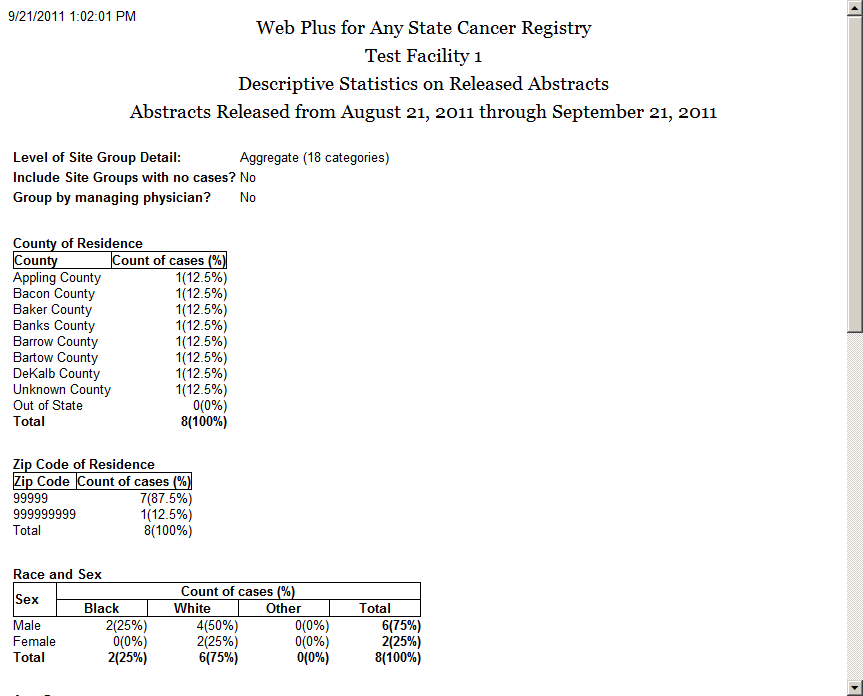 9/21/2011 1:02:01 PM
Web Plus for Any State Cancer Registry
Test Facility 1
Descriptive Statistics on Released Abstracts
Abstracts Released from August 21, 2011 through September 21, 2011
Level of Site Group Detail: Aggregate (18 categories)
Include Site Groups with no cases? No
Group by managing physician? No
County of Residence
County Count of cases (%)
Appling County 1(12.5%)
Bacon County 1(12.5%)
Baker County 1(12.5%)
Banks County 1(12.5%)
Barrow County 1(12.5%)
Bartow County 1(12.5%)
DeKalb County 1(12.5%)
Unknown County 1(12.5%)
Out of State 0(0%)
Total 8(100%)
Zip Code of Residence
Zip Code Count of cases (%)
99999 7(87.5%)
999999999 1(12.5%)
Total 8(100%)
Race and Sex
Sex Count of cases (%)
Black White Other Total
Male 2(25%) 4(50%) 0(0%) 6(75%)
Female 0(0%) 2(25%) 0(0%) 2(25%)
Total 2(25%) 6(75%) 0(0%) 8(100%)